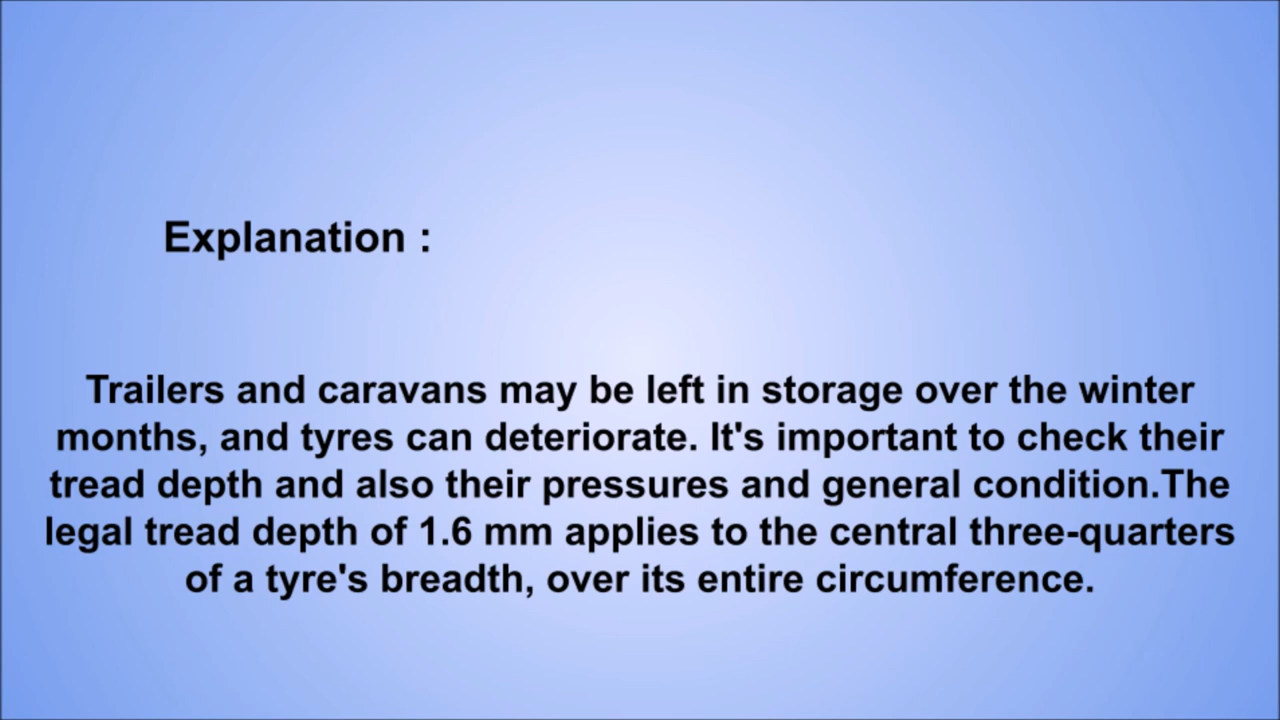 Explanation :
Trailers and caravans may be left in storage over the winter
months, and tyres can deteriorate. It's important to check their
tread depth and also their pressures and general condition.The
legal tread depth of 1.6 mm applies to the central three-quarters
of a tyre's breadth, over its entire circumference.